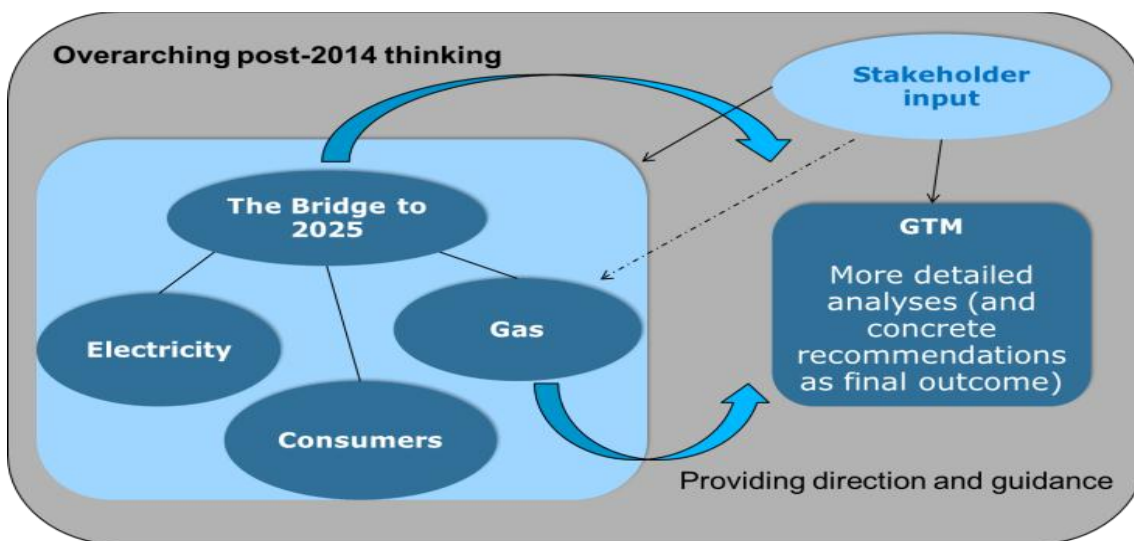 Overarching post-2014 thinking
Stakeholder
input
The Bridge to
2025
Electricity
Gas
Consumers
GTM
More detailed
analyses (and
concrete
recommendations
as final outcome)
Providing direction and guidance